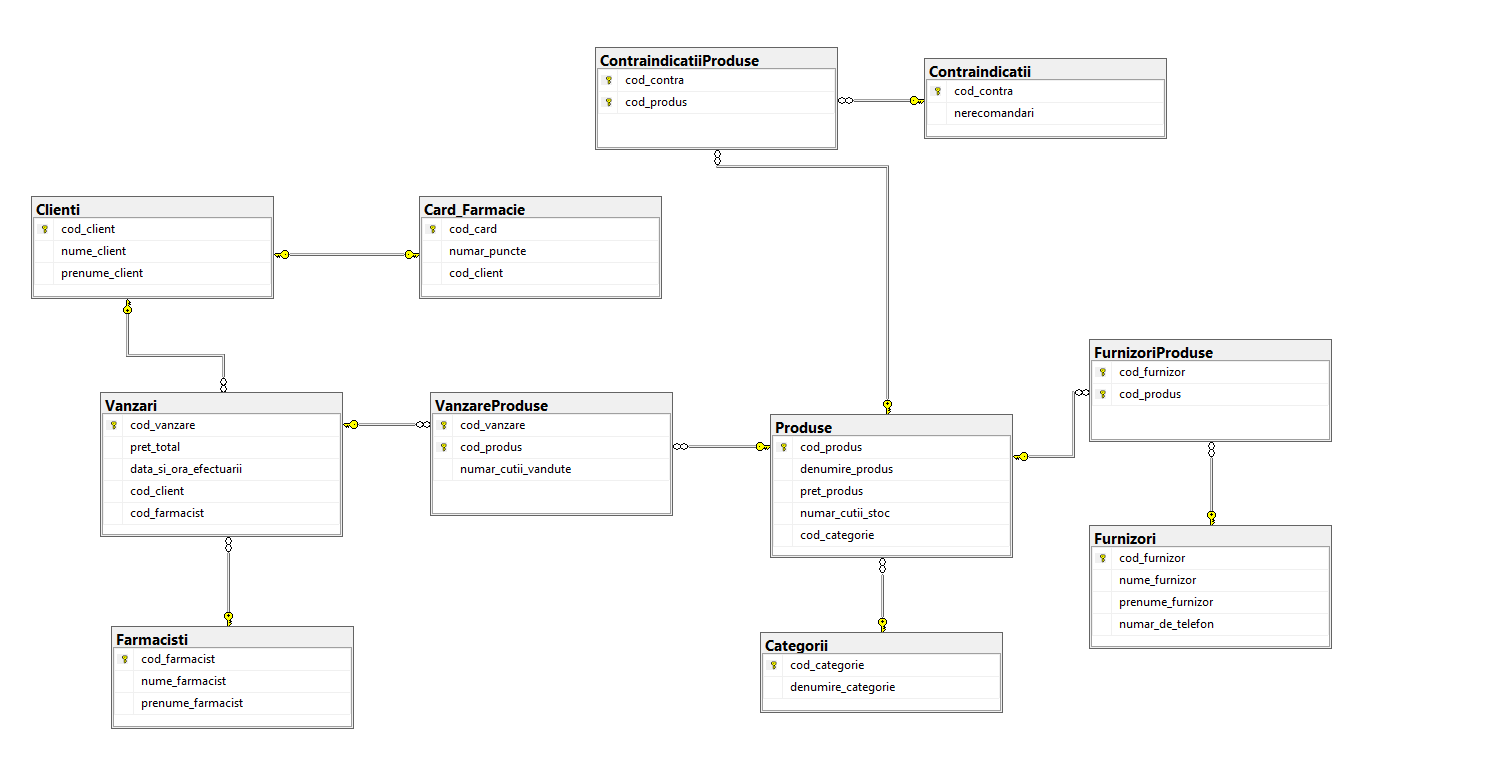 ContraindicatiiProduse
cod_contra
cod_produs
Contraindicatii
cod_contra
nerecomandari
Clienti
cod_client
nume_client
prenume_client
Card_Farmacie
cod_card
numar_puncte
cod_client
FurnizoriProduse
cod_furnizor
cod_produs
Vanzari
cod_vanzare
pret_total
data_si_ora_efectuarii
cod_client
cod_farmacist
VanzareProduse
cod_vanzare
cod_produs
numar_cutii_vandute
Produse
cod_produs
denumire_produs
pret_produs
numar_cutii_stoc
cod_categorie
Furnizori
cod_furnizor
nume_furnizor
prenume_furnizor
numar_de_telefon
Farmacisti
cod_farmacist
nume_farmacist
prenume_farmacist
Categorii
cod_categorie
denumire_categorie